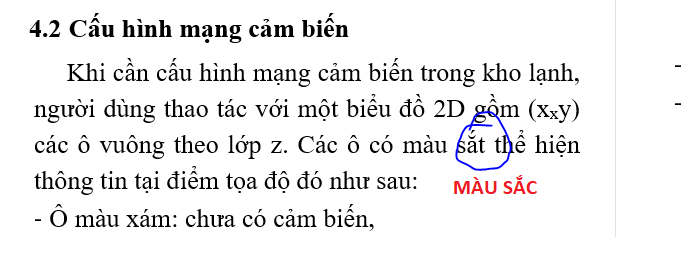 4.2 Cấu hình mạng cảm biến
Khi cần cấu hình mạng cảm biến trong kho lạnh,
người dùng thao tác với một biểu đồ 2D gồm (xₓy)
các ô vuông theo lớp z. Các ô có màu sắt thể hiện
thông tin tại điểm tọa độ đó như sau:
MÀU SẮC
- Ô màu xám: chưa có cảm biến,